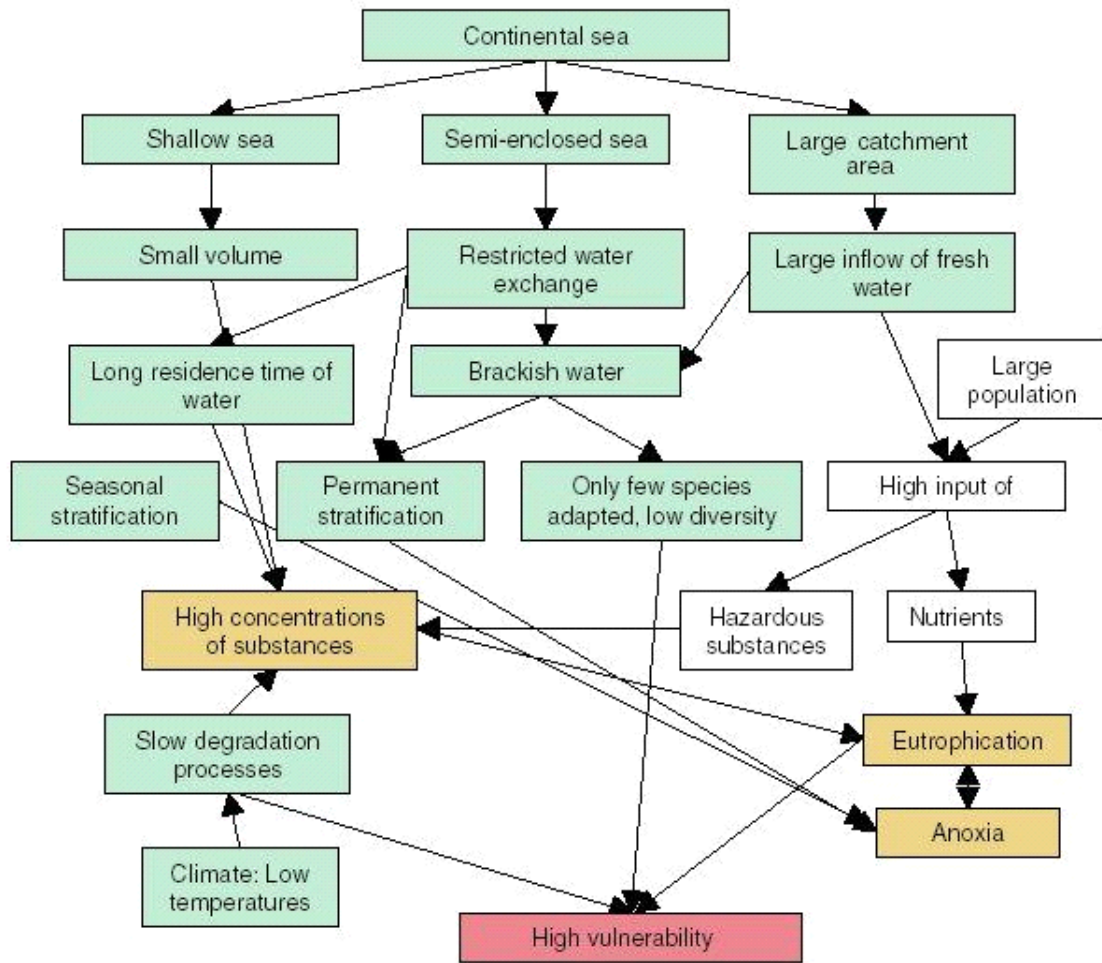 Continental sea
Shallow sea
Semi-enclosed sea
Large catchment
area
Small volume
Restricted water
exchange
Large inflow of fresh
water
Long residence time of
water
Brackish water
Large
population
Seasonal
stratification
Permanent
stratification
Only few species
adapted, low diversity
High input of
High concentrations
of substances
Hazardous
substances
Nutrients
Slow degradation
processes
Eutrophication
Anoxia
Climate: Low
temperatures
High vulnerability